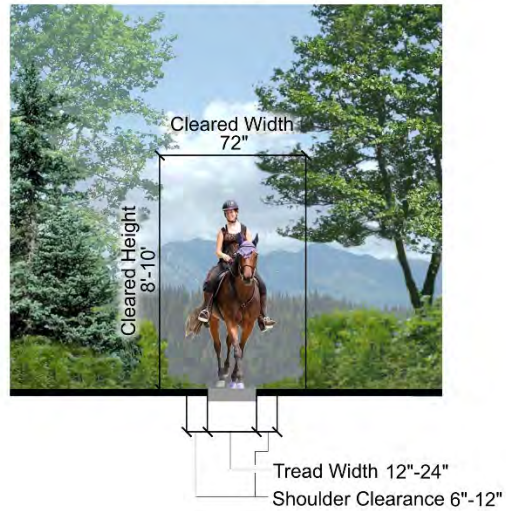 Cleared Width
72"
Cleared Height
8'-10'
Tread Width 12"-24"
Shoulder Clearance 6"-12"